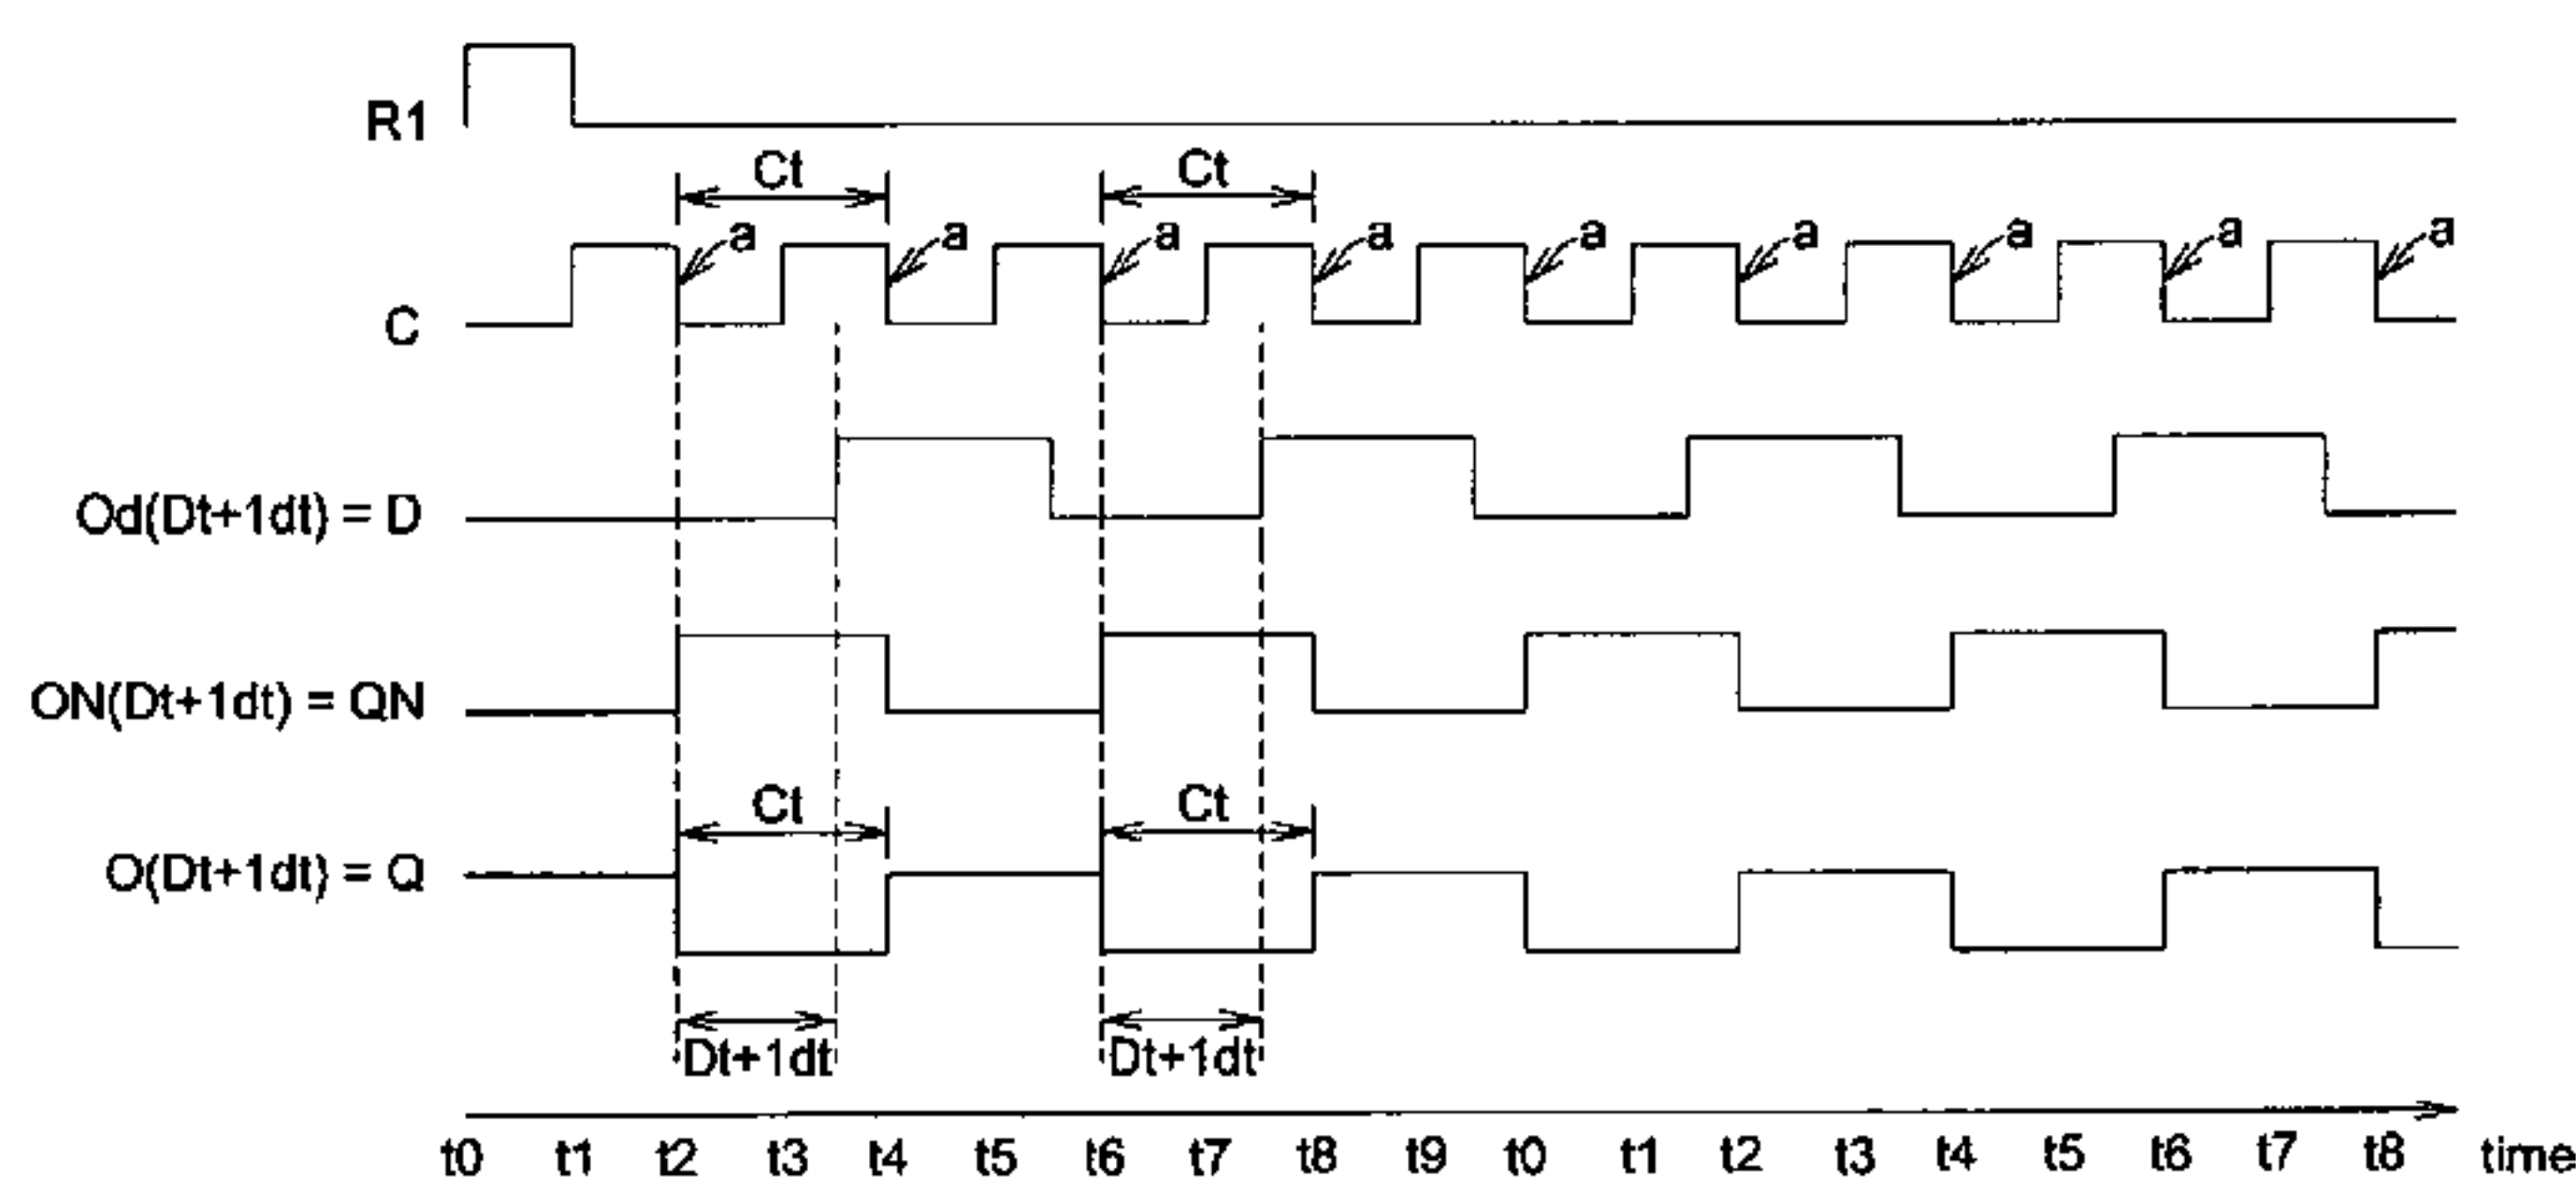 R1
Ct Ct
a a a a a a a a a
C
Od(Dt+1dt) = D
ON(Dt+1dt) = QN
Ct Ct
O(Dt+1dt) = Q
Dt+1dt Dt+1dt
t0 t1 t2 t3 t4 t5 t6 t7 t8 t9 t0 t1 t2 t3 t4 t5 t6 t7 t8 time